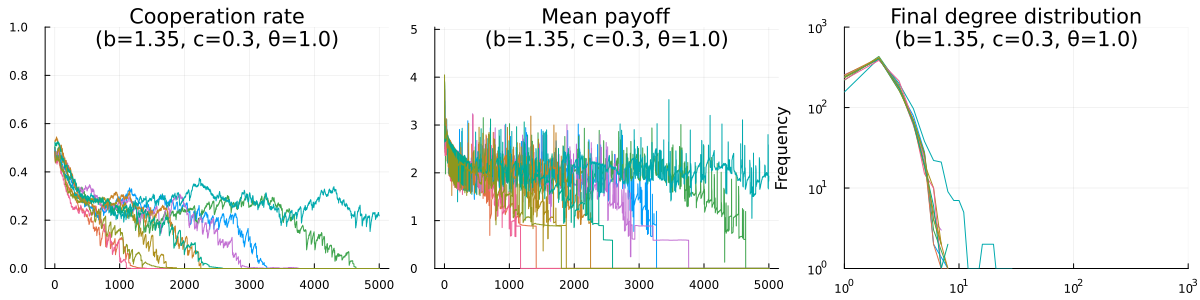 Cooperation rate
(b=1.35, c=0.3, θ=1.0)
1.0
0.8
0.6
0.4
0.2
0.0
0 1000 2000 3000 4000 5000
Mean payoff
(b=1.35, c=0.3, θ=1.0)
5
4
3
2
1
0
0 1000 2000 3000 4000 5000
Final degree distribution
(b=1.35, c=0.3, θ=1.0)
Frequency
10³
10²
10¹
10⁰
10⁰ 10¹ 10² 10³